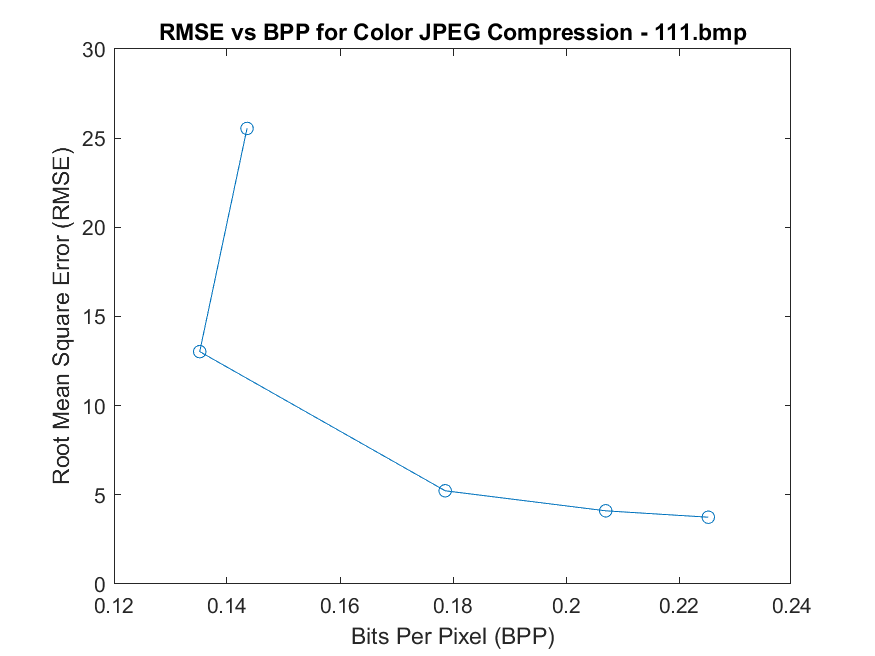 RMSE vs BPP for Color JPEG Compression - 111.bmp
30
25
20
15
10
5
0
Root Mean Square Error (RMSE)
0.12 0.14 0.16 0.18 0.2 0.22 0.24
Bits Per Pixel (BPP)